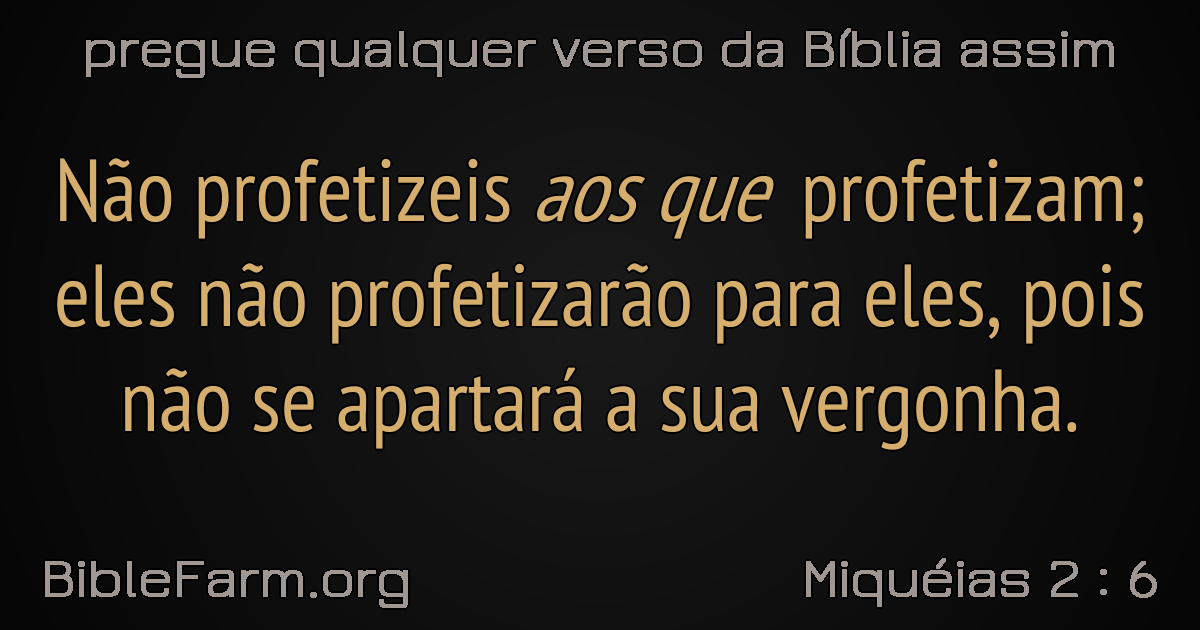 pregue qualquer verso da Bíblia assim
Não profetizeis aos que profetizam;
eles não profetizarão para eles, pois
não se apartará a sua vergonha.
BibleFarm.org
Miquéias 2 : 6